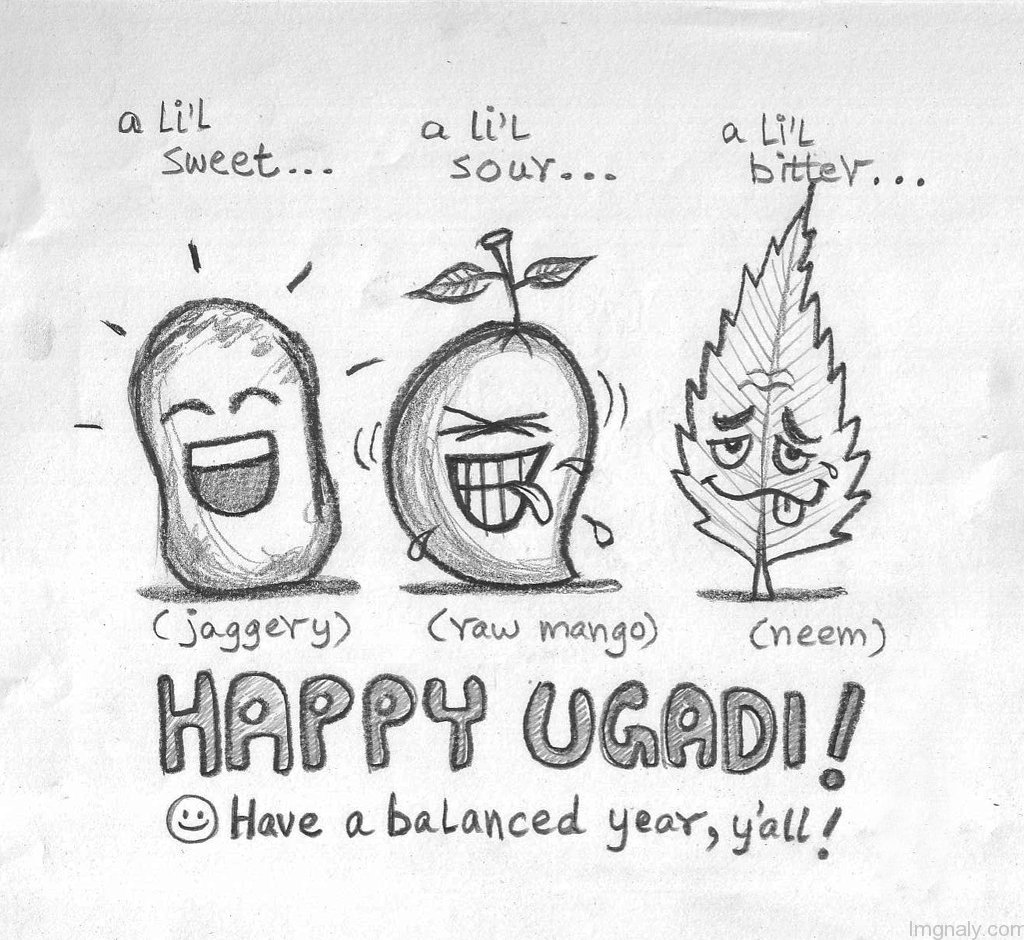 a Li'L
sweet...
a li'L
sour...
a Li'L
bitter...
(jaggery)
(raw mango)
(neem)
HAPPY UGADI!
Have a balanced year, y'all!
Imgnaly.com